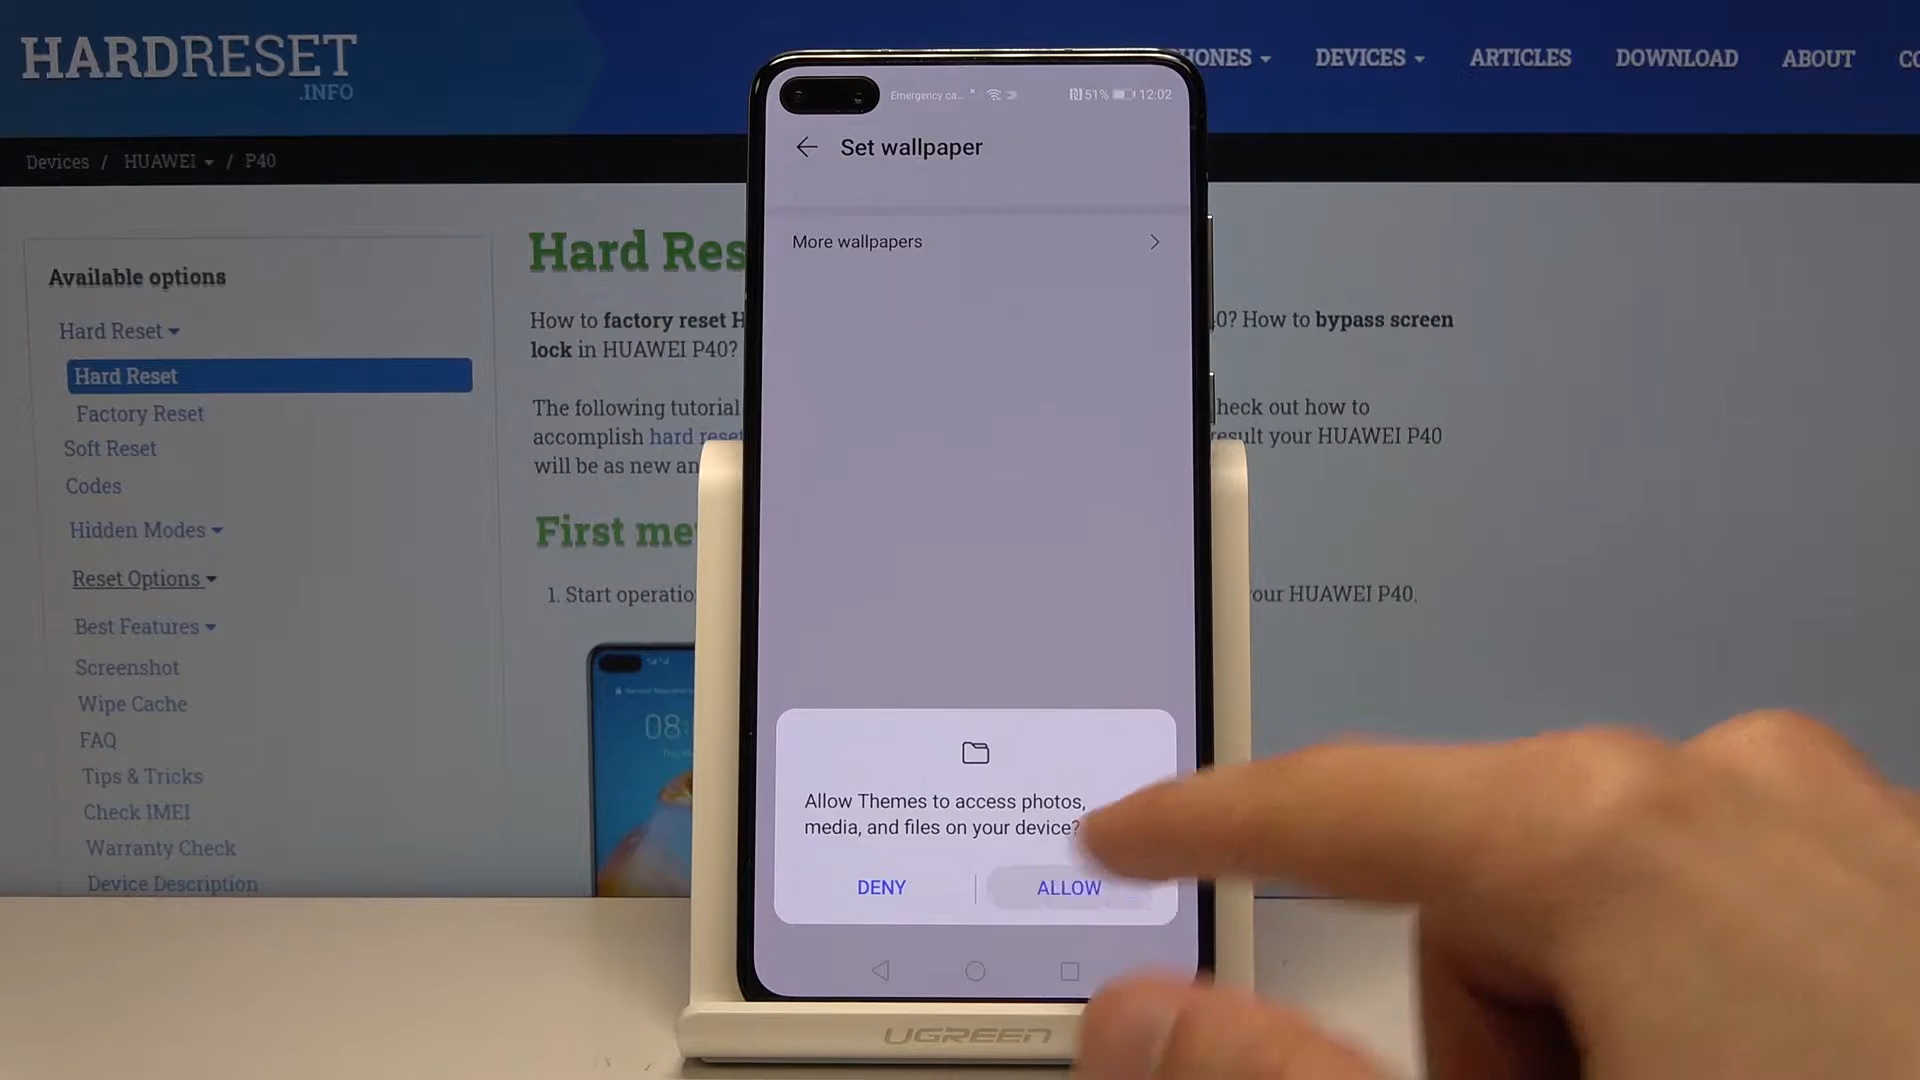 HARDRESET
.INFO
HONES
DEVICES
ARTICLES
DOWNLOAD
ABOUT
Devices / HUAWEI / P40
Available options
Hard Reset
Hard Reset
Factory Reset
Soft Reset
Codes
Hidden Modes
Reset Options
Best Features
Screenshot
Wipe Cache
FAQ
Tips & Tricks
Check IMEI
Warranty Check
Device Description
Hard Res
How to factory reset H
0? How to bypass screen
lock in HUAWEI P40?
The following tutorial
heck out how to
accomplish hard reset
result your HUAWEI P40
will be as new an
First me
1. Start operatio
our HUAWEI P40.
08:
Emergency ca...
51%
12:02
Set wallpaper
More wallpapers
Allow Themes to access photos,
media, and files on your device?
DENY
ALLOW
UGREEN